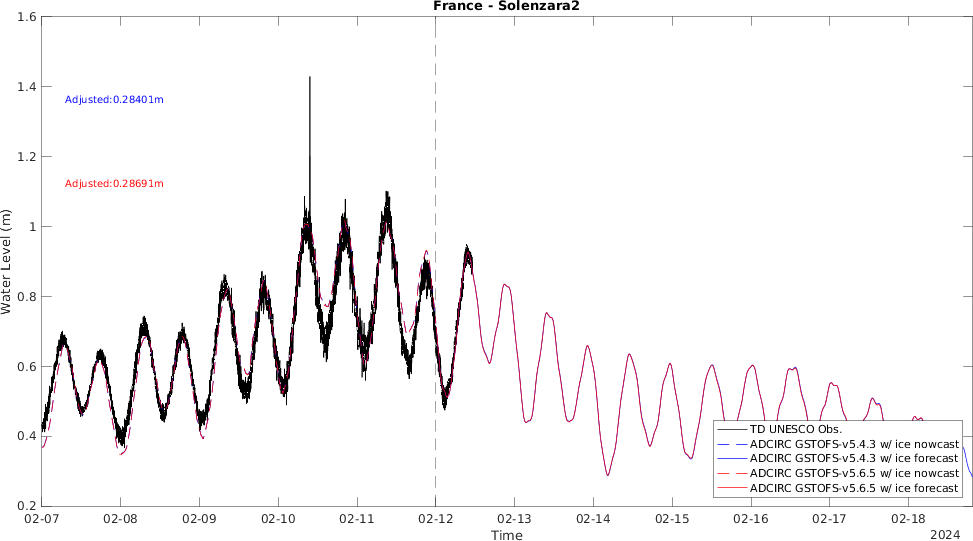 France - Solenzara2
1.6
1.4
1.2
1
0.8
0.6
0.4
0.2
Water Level (m)
Adjusted:0.28401m
Adjusted:0.28691m
TD UNESCO Obs.
ADCIRC GSTOFS-v5.4.3 w/ ice nowcast
ADCIRC GSTOFS-v5.4.3 w/ ice forecast
ADCIRC GSTOFS-v5.6.5 w/ ice nowcast
ADCIRC GSTOFS-v5.6.5 w/ ice forecast
02-07 02-08 02-09 02-10 02-11 02-12 02-13 02-14 02-15 02-16 02-17 02-18
Time
2024